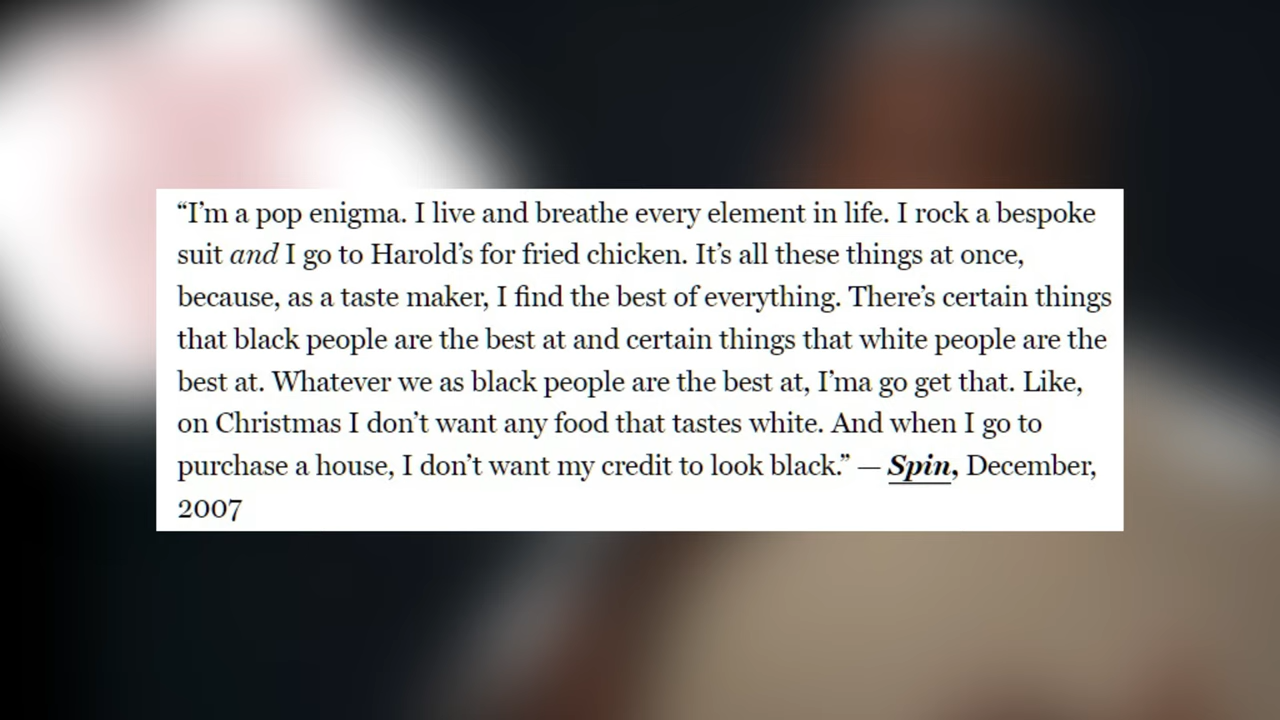 “I’m a pop enigma. I live and breathe every element in life. I rock a bespoke
suit and I go to Harold’s for fried chicken. It’s all these things at once,
because, as a taste maker, I find the best of everything. There’s certain things
that black people are the best at and certain things that white people are the
best at. Whatever we as black people are the best at, I’ma go get that. Like,
on Christmas I don’t want any food that tastes white. And when I go to
purchase a house, I don’t want my credit to look black.” — Spin, December,
2007